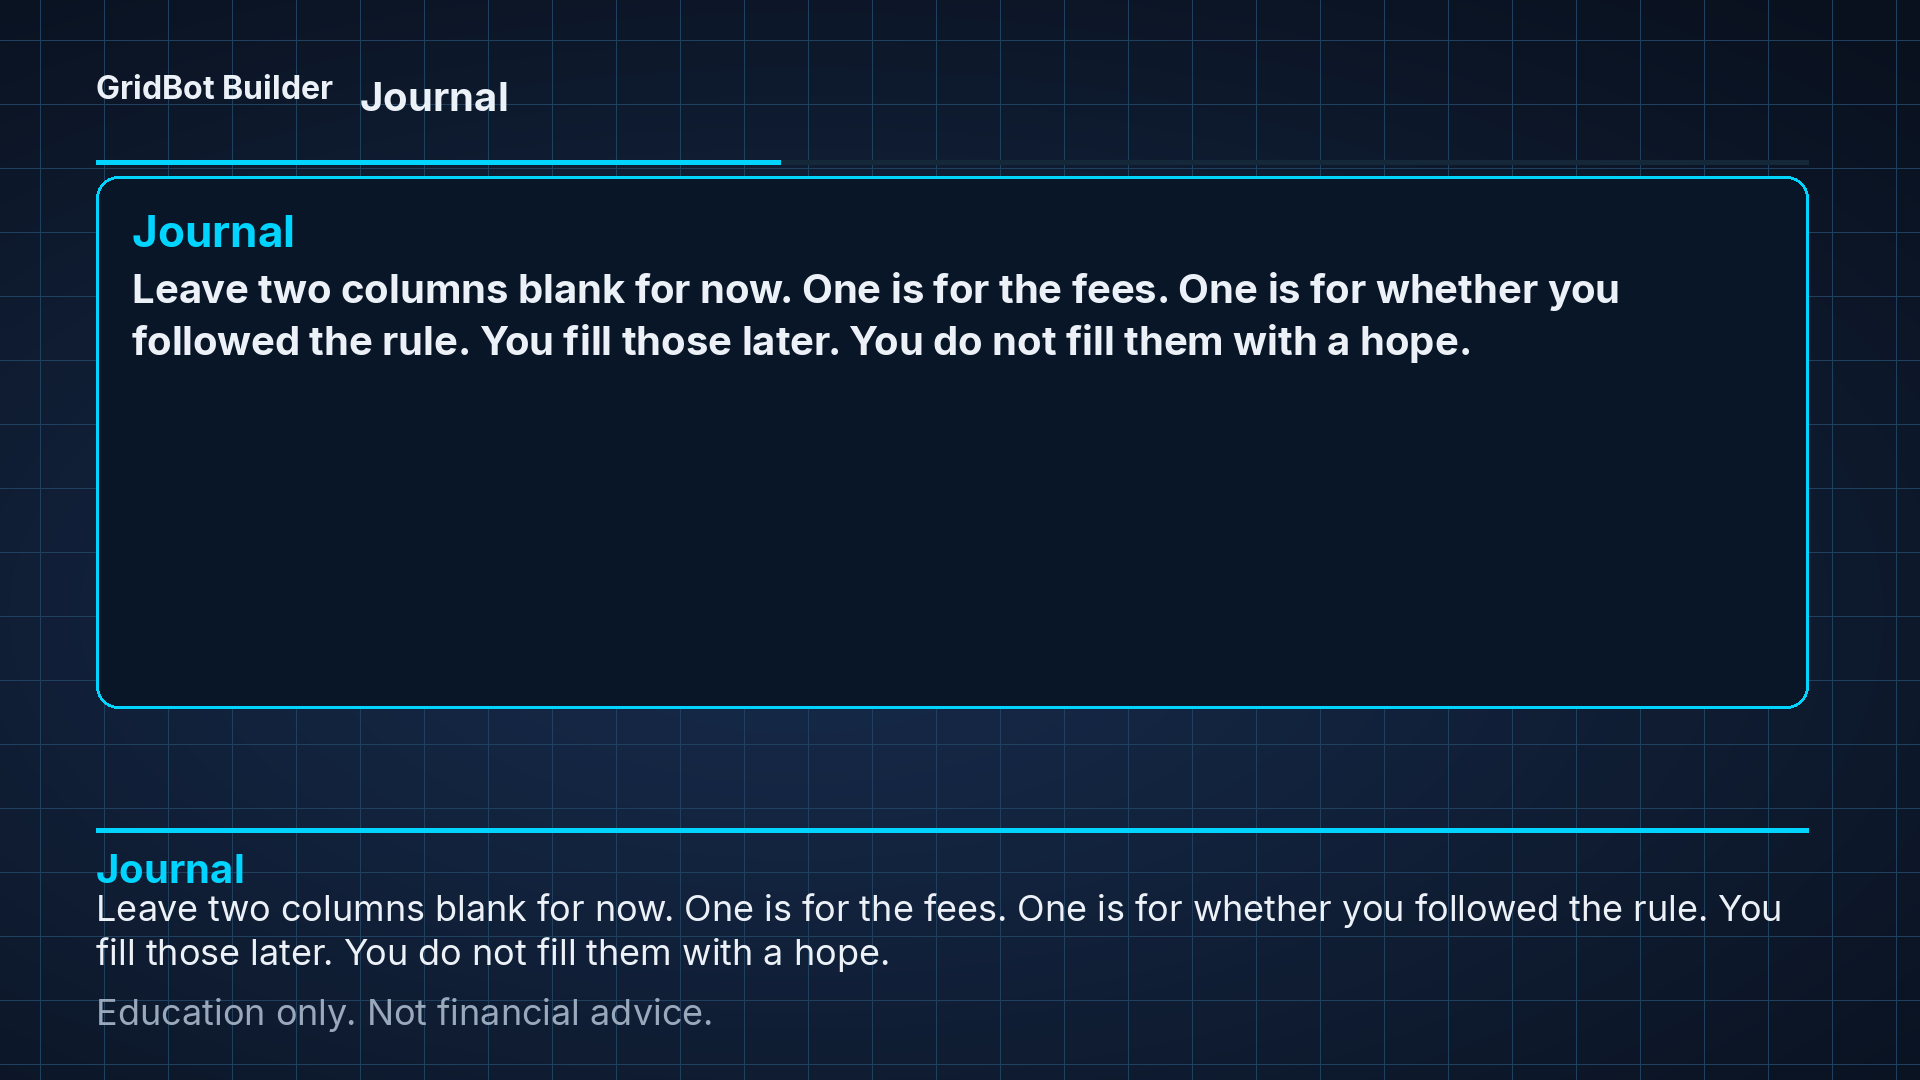 GridBot Builder Journal
Journal
Leave two columns blank for now. One is for the fees. One is for whether you
followed the rule. You fill those later. You do not fill them with a hope.
Journal
Leave two columns blank for now. One is for the fees. One is for whether you followed the rule. You
fill those later. You do not fill them with a hope.
Education only. Not financial advice.